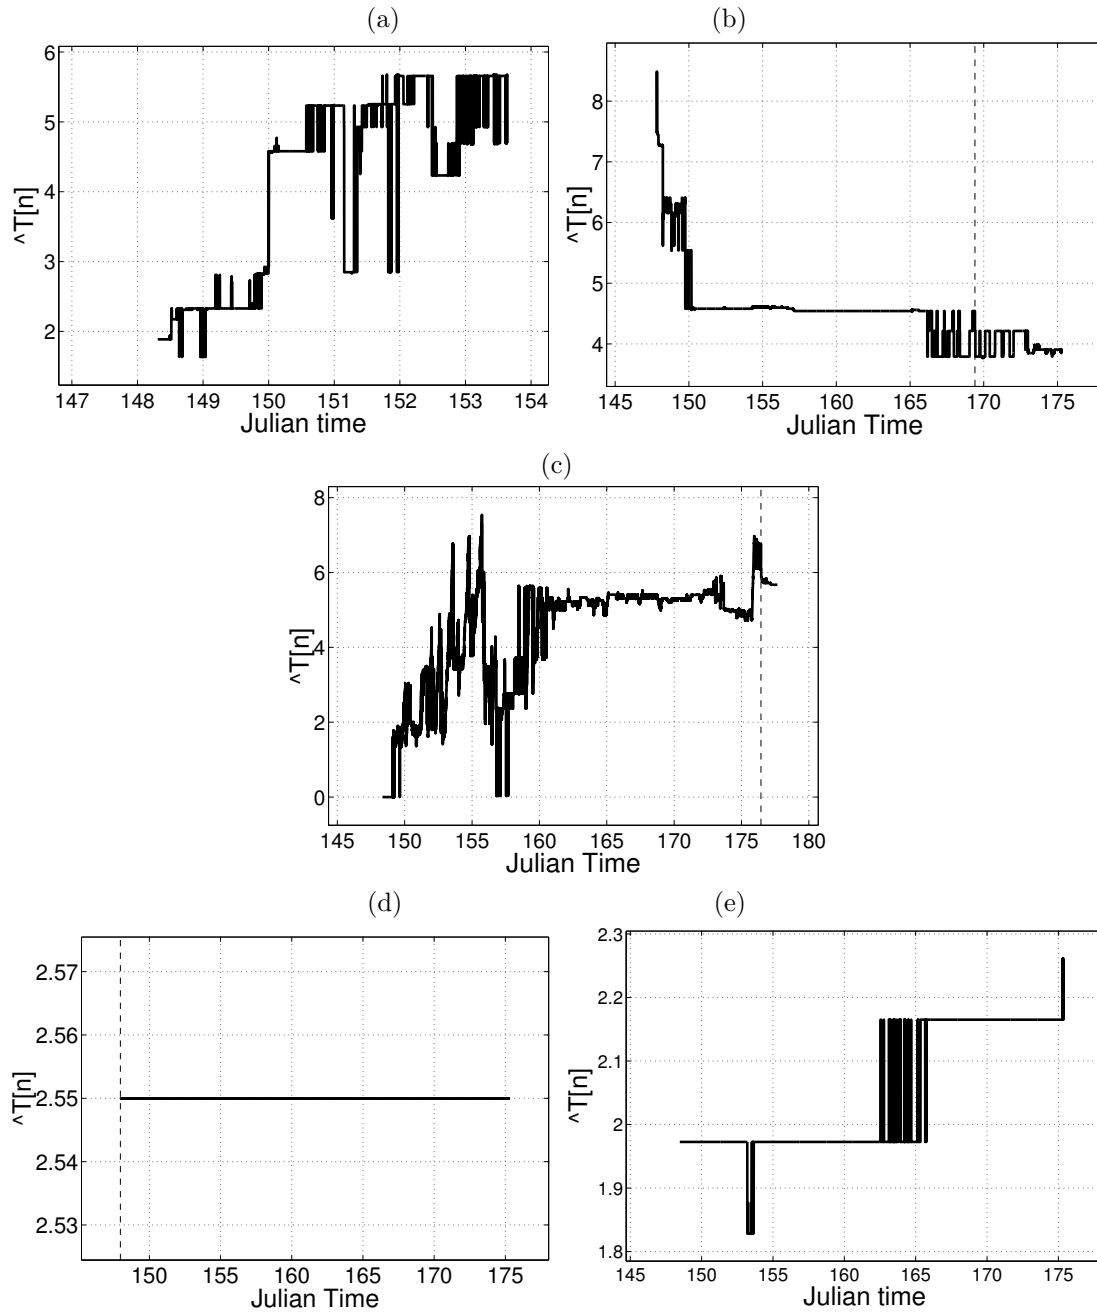 (a)
6
5
4
3
2
^T[n]
147 148 149 150 151 152 153 154
Julian time
(b)
8
7
6
5
4
^T[n]
145 150 155 160 165 170 175
Julian Time
(c)
8
6
4
2
0
^T[n]
145 150 155 160 165 170 175 180
Julian Time
(d)
2.57
2.56
2.55
2.54
2.53
^T[n]
150 155 160 165 170 175
Julian Time
(e)
2.3
2.2
2.1
2
1.9
1.8
^T[n]
145 150 155 160 165 170 175
Julian time